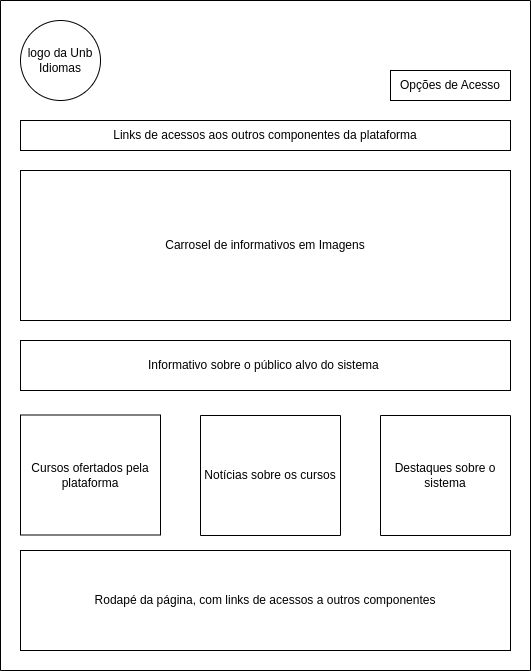 logo da Unb
Idiomas
Opções de Acesso
Links de acessos aos outros componentes da plataforma
Carrosel de informativos em Imagens
Informativo sobre o público alvo do sistema
Cursos ofertados pela
plataforma
Notícias sobre os cursos
Destaques sobre o
sistema
Rodapé da página, com links de acessos a outros componentes